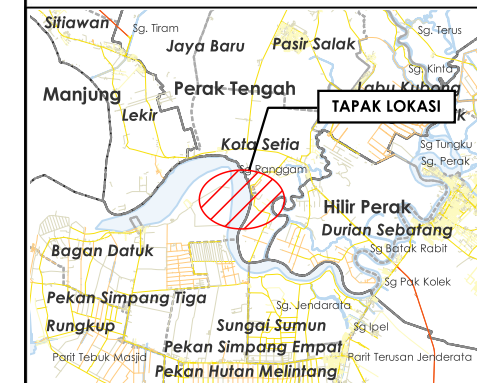 Sitiawan
Sg. Tiram
Sg. Terus
Jaya Baru
Pasir Salak
Sg. Kinta
Manjung
Perak Tengah
Labu Kubong
TAPAK LOKASI
Lekir
Kota Setia
Sg Tungku
Sg Ranggam
Sg. Perak
Hilir Perak
Durian Sebatang
Bagan Datuk
Sg Batak Rabit
Sg Pak Kolek
Pekan Simpang Tiga
Sg. Jendarata
Rungkup
Sungai Sumun
Sg Ipel
Pekan Simpang Empat
Parit Tebuk Masjid
Parit Terusan Jenderata
Pekan Hutan Melintang